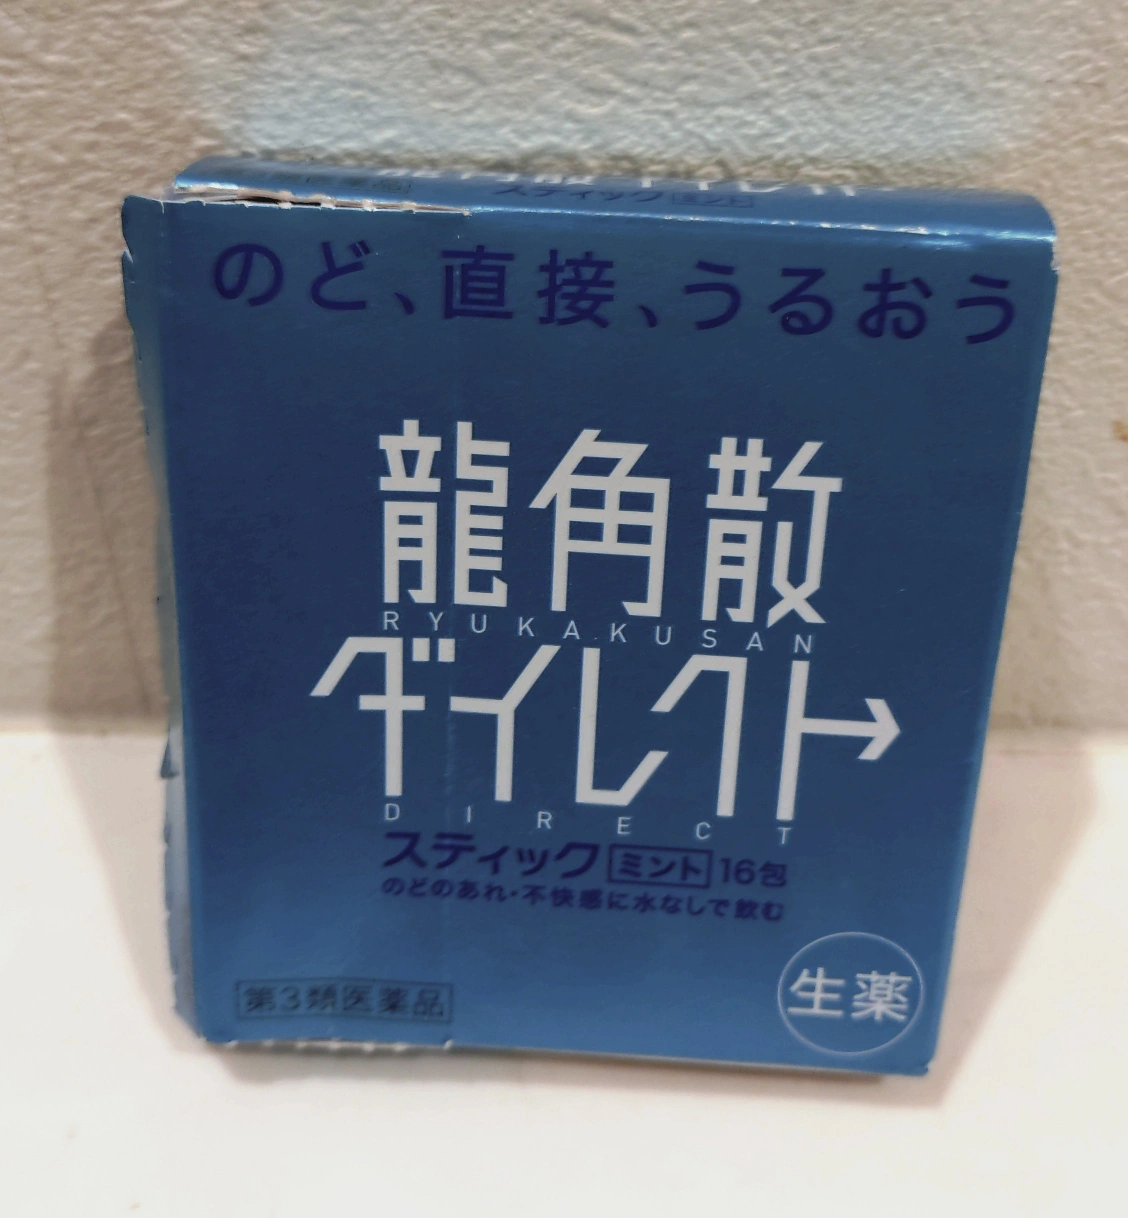 スティック ミント
のど、直接、うるおう
龍角散
RYUKAKUSAN
ダイレクト
DIRECT
スティック ミント 16包
のどのあれ・不快感に水なしで飲む
第3類医薬品
生薬